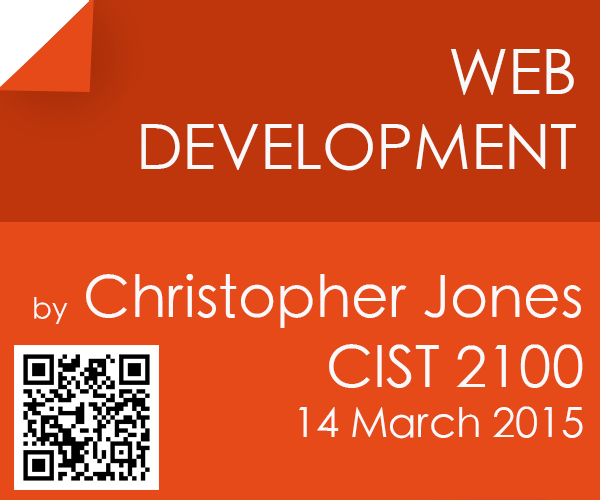 WEB
DEVELOPMENT
by Christopher Jones
CIST 2100
14 March 2015